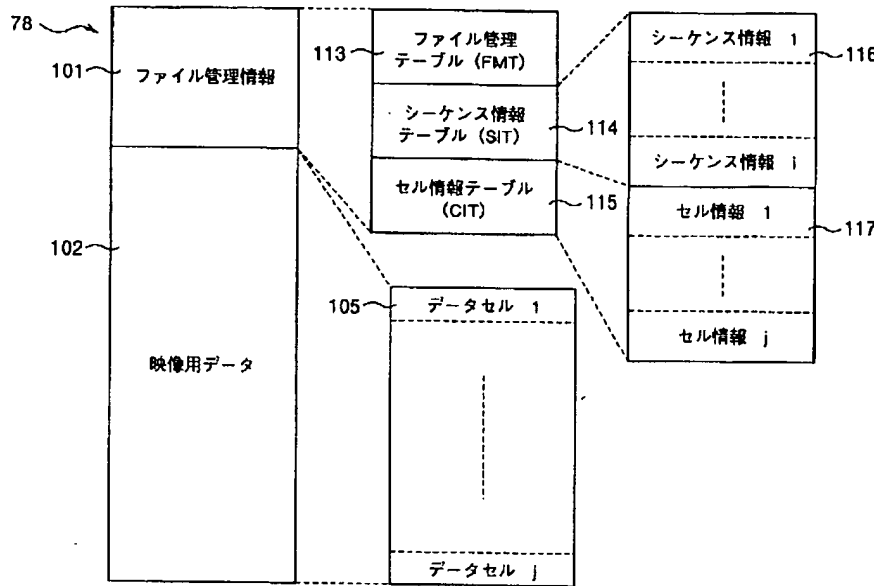 78
101
ファイル管理情報
102
映像用データ
113
ファイル管理
テーブル (FMT)
シーケンス情報
テーブル (SIT)
114
セル情報テーブル
(CIT)
115
105
データセル 1
データセル j
シーケンス情報 1
116
シーケンス情報 i
セル情報 1
117
セル情報 j